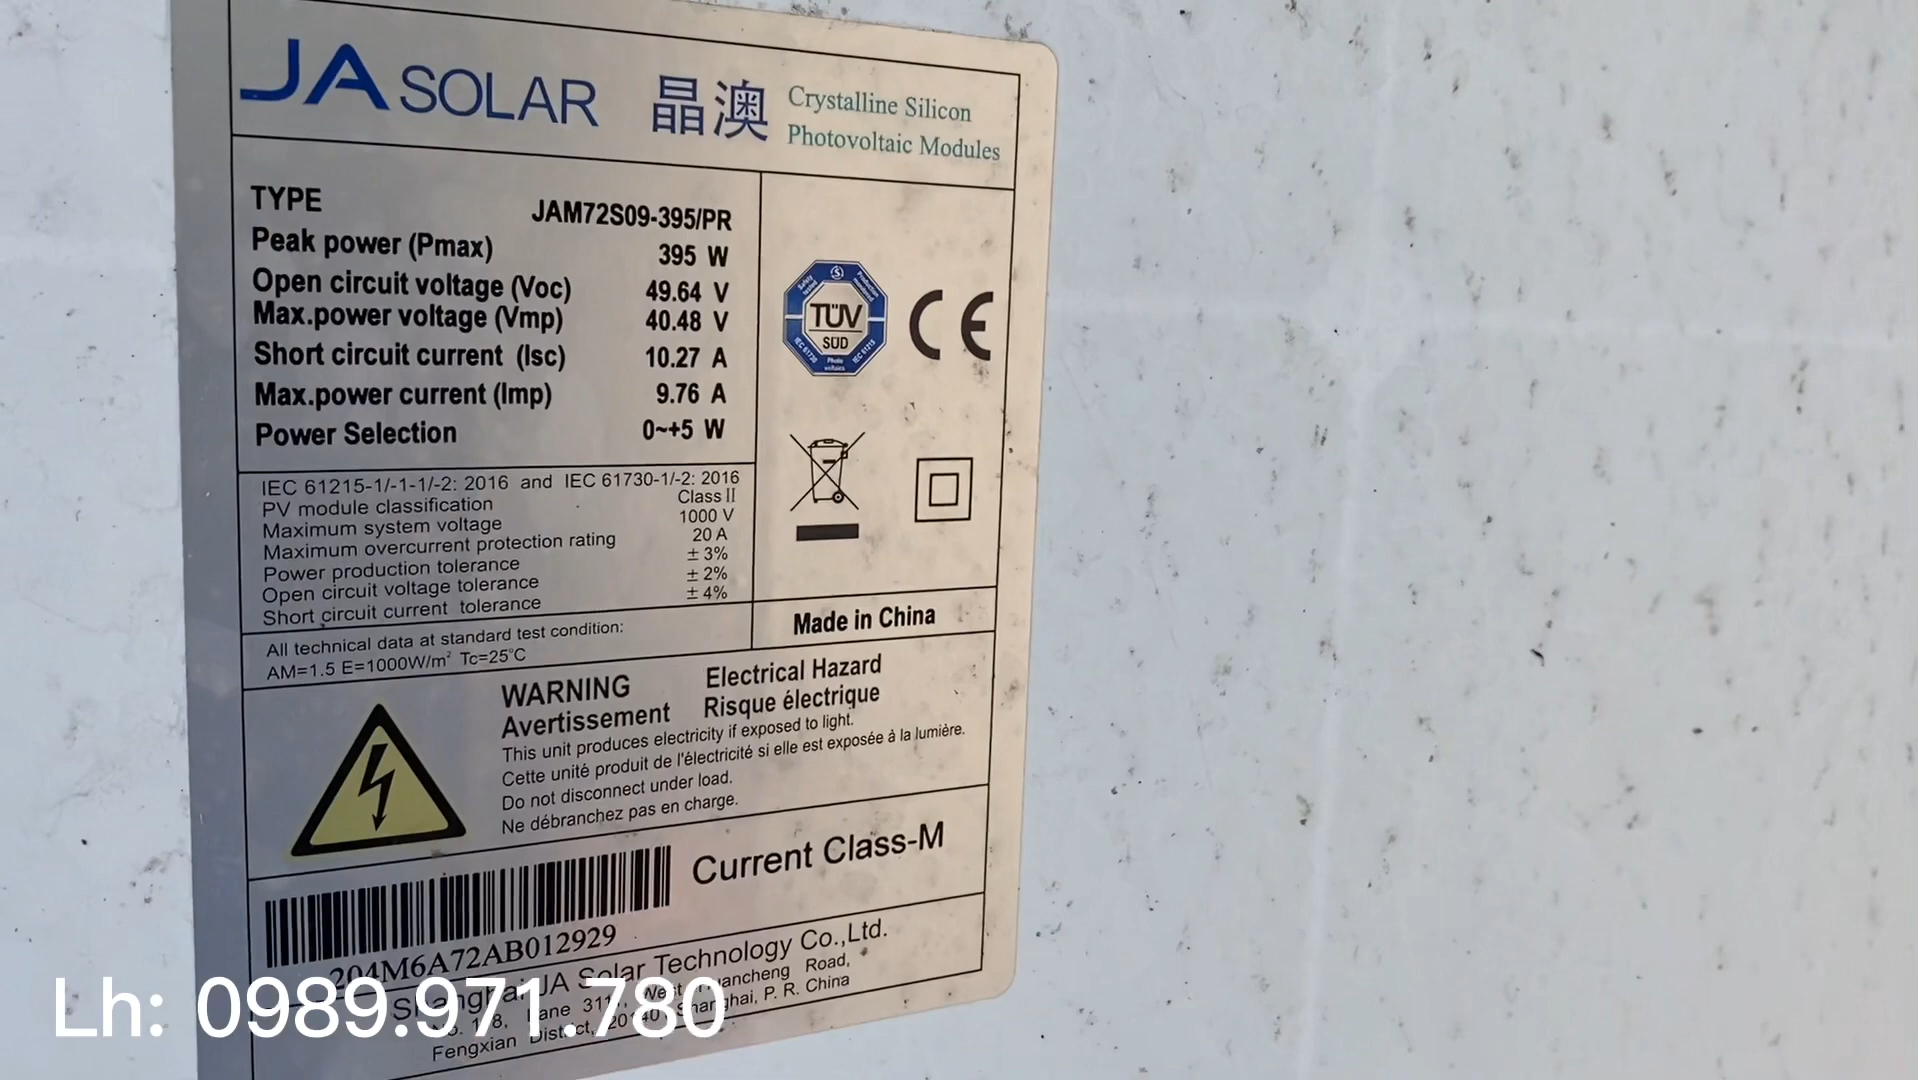 JA SOLAR 晶澳 Crystalline Silicon
Photovoltaic Modules
TYPE JAM72S09-395/PR
Peak power (Pmax) 395 W
Open circuit voltage (Voc) 49.64 V
Max.power voltage (Vmp) 40.48 V
Short circuit current (Isc) 10.27 A
Max.power current (Imp) 9.76 A
Power Selection 0~+5 W
TÜV
SÜD
CE
IEC 61215-1/-1-1/-2: 2016 and IEC 61730-1/-2: 2016
PV module classification Class II
Maximum system voltage 1000 V
Maximum overcurrent protection rating 20 A
Power production tolerance ± 3%
Open circuit voltage tolerance ± 2%
Short circuit current tolerance ± 4%
All technical data at standard test condition:
AM=1.5 E=1000W/m² Tc=25°C
Made in China
WARNING Electrical Hazard
Avertissement Risque électrique
This unit produces electricity if exposed to light.
Cette unité produit de l'électricité si elle est exposée à la lumière.
Do not disconnect under load.
Ne débranchez pas en charge.
Current Class-M
204M6A72AB012929
Shanghai JA Solar Technology Co.,Ltd.
Lane Road,
Fengxian District, Shanghai, P. R. China
Lh: 0989.971.780